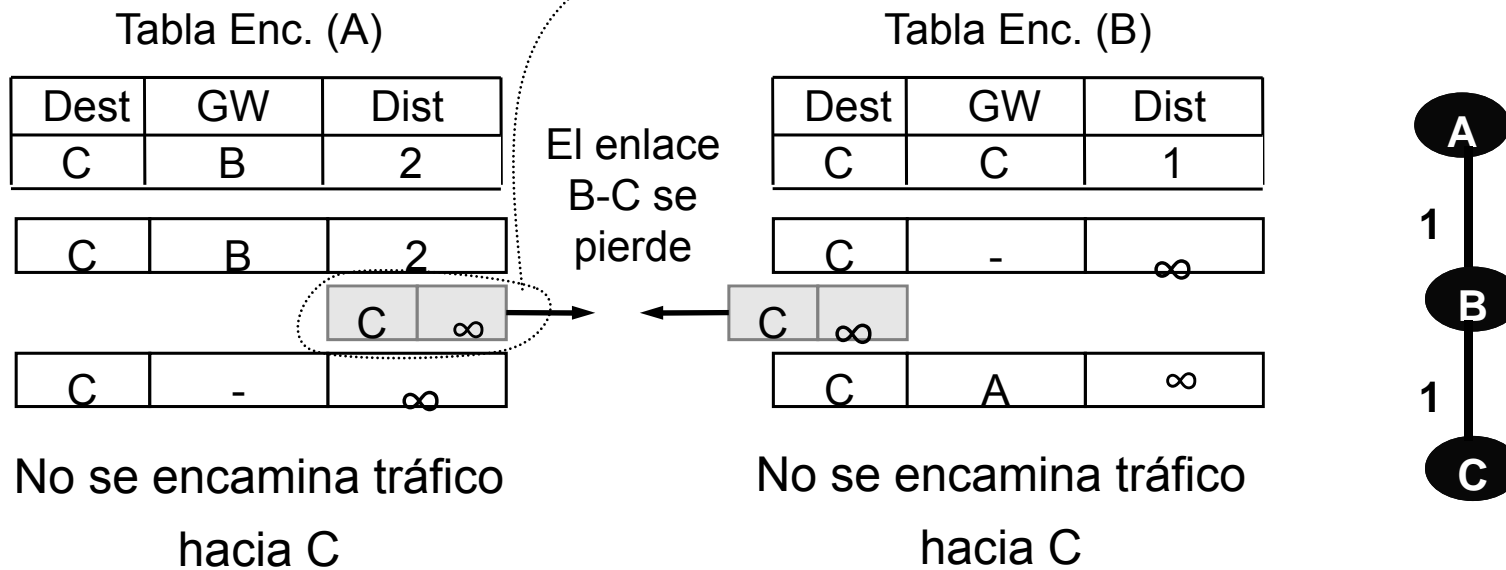 Tabla Enc. (A)
Dest GW Dist
C B 2
C B 2
C ∞
C - ∞
No se encamina tráfico
hacia C
El enlace
B-C se
pierde
Tabla Enc. (B)
Dest GW Dist
C C 1
C - ∞
C ∞
C A ∞
No se encamina tráfico
hacia C
A
1
B
1
C